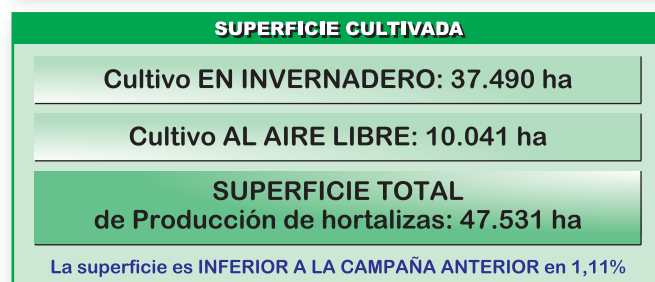 SUPERFICIE CULTIVADA
Cultivo EN INVERNADERO: 37.490 ha
Cultivo AL AIRE LIBRE: 10.041 ha
SUPERFICIE TOTAL
de Producción de hortalizas: 47.531 ha
La superficie es INFERIOR A LA CAMPAÑA ANTERIOR en 1,11%